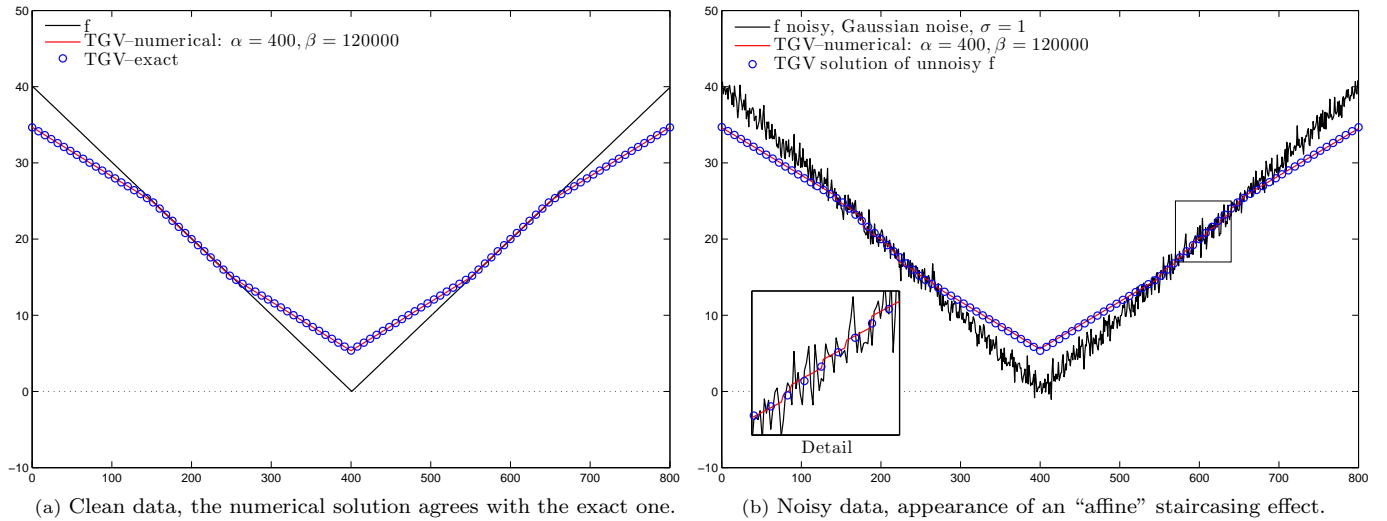 50
40
30
20
10
0
−10
0 100 200 300 400 500 600 700 800
f
TGV–numerical: α = 400, β = 120000
TGV–exact
(a) Clean data, the numerical solution agrees with the exact one.
50
40
30
20
10
0
−10
0 100 200 300 400 500 600 700 800
f noisy, Gaussian noise, σ = 1
TGV–numerical: α = 400, β = 120000
TGV solution of unnoisy f
Detail
(b) Noisy data, appearance of an “affine” staircasing effect.